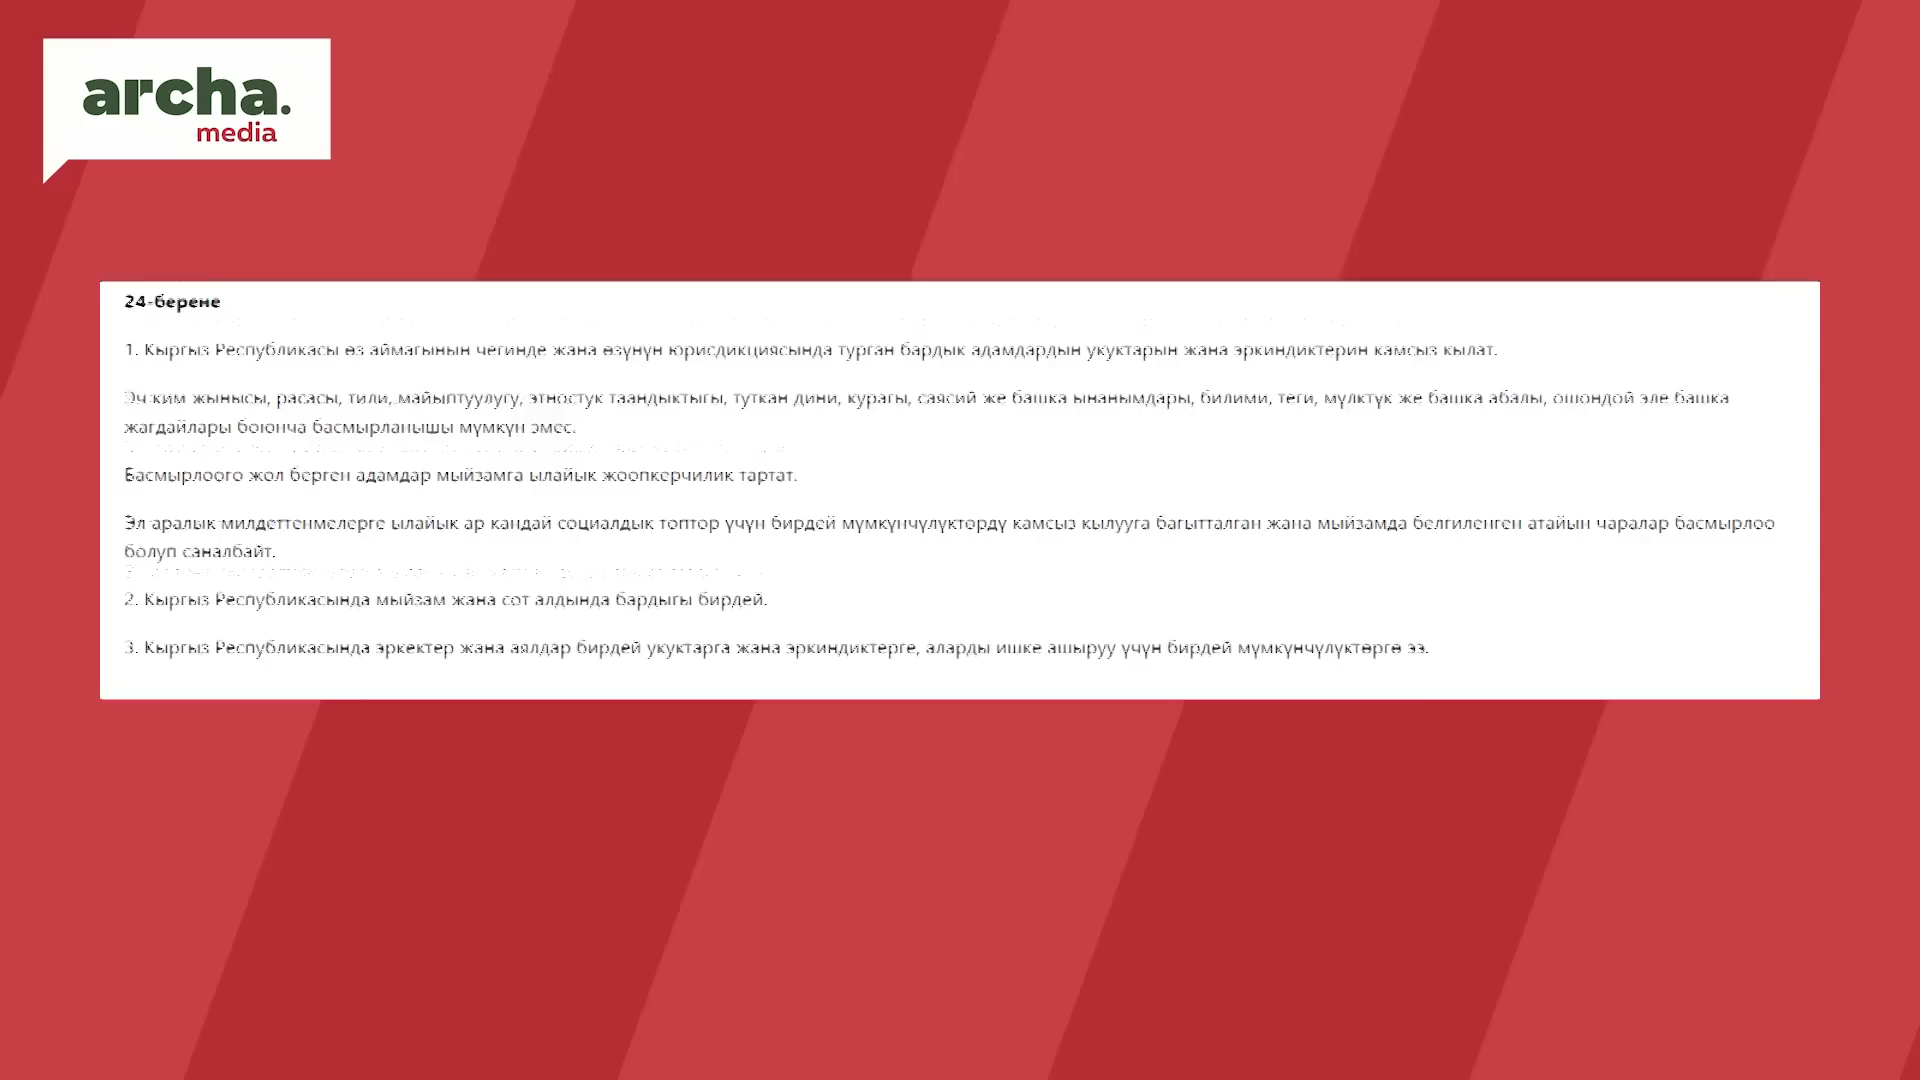 archa.
media
24-берене
1. Кыргыз Республикасы өз аймагынын чегинде жана өзүнүн юрисдикциясында турган бардык адамдардын укуктарын жана эркиндиктерин камсыз кылат.
Эч ким жынысы, расасы, тили, майыптуулугу, этностук таандыктыгы, туткан дини, курагы, саясий же башка ынанымдары, билими, теги, мүлктүк же башка абалы, ошондой эле башка
жагдайлары боюнча басмырланышы мүмкүн эмес.
Басмырлоого жол берген адамдар мыйзамга ылайык жоопкерчилик тартат.
Эл аралык милдеттенмелерге ылайык ар кандай социалдык топтор үчүн бирдей мүмкүнчүлүктөрдү камсыз кылууга багытталган жана мыйзамда белгиленген атайын чаралар басмырлоо
болуп саналбайт.
2. Кыргыз Республикасында мыйзам жана сот алдында бардыгы бирдей.
3. Кыргыз Республикасында эркектер жана аялдар бирдей укуктарга жана эркиндиктерге, аларды ишке ашыруу үчүн бирдей мүмкүнчүлүктөргө ээ.